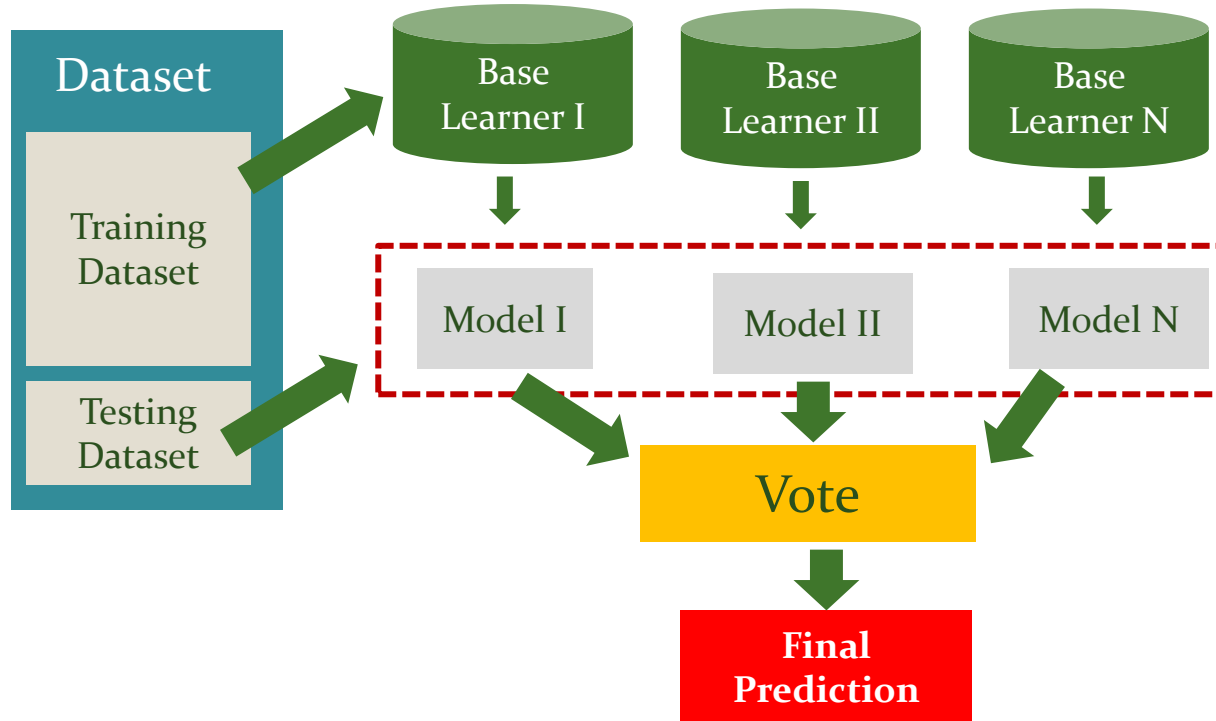 Dataset
Training
Dataset
Testing
Dataset
Base
Learner I
Base
Learner II
Base
Learner N
Model I
Model II
Model N
Vote
Final
Prediction